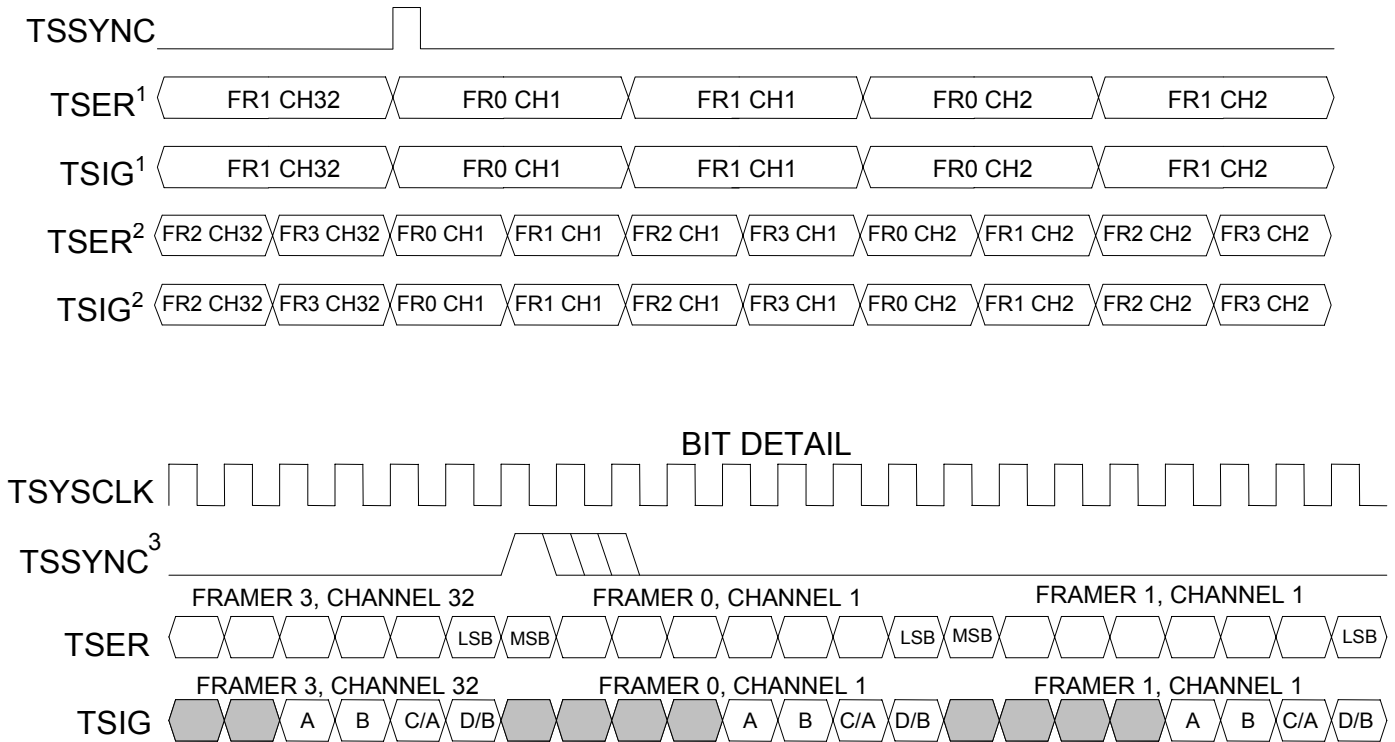 TSSYNC
TSER¹ FR1 CH32 FR0 CH1 FR1 CH1 FR0 CH2 FR1 CH2
TSIG¹ FR1 CH32 FR0 CH1 FR1 CH1 FR0 CH2 FR1 CH2
TSER² FR2 CH32 FR3 CH32 FR0 CH1 FR1 CH1 FR2 CH1 FR3 CH1 FR0 CH2 FR1 CH2 FR2 CH2 FR3 CH2
TSIG² FR2 CH32 FR3 CH32 FR0 CH1 FR1 CH1 FR2 CH1 FR3 CH1 FR0 CH2 FR1 CH2 FR2 CH2 FR3 CH2
BIT DETAIL
TSYSCLK
TSSYNC³
FRAMER 3, CHANNEL 32 FRAMER 0, CHANNEL 1 FRAMER 1, CHANNEL 1
TSER LSB MSB LSB MSB LSB
FRAMER 3, CHANNEL 32 FRAMER 0, CHANNEL 1 FRAMER 1, CHANNEL 1
TSIG A B C/A D/B A B C/A D/B A B C/A D/B